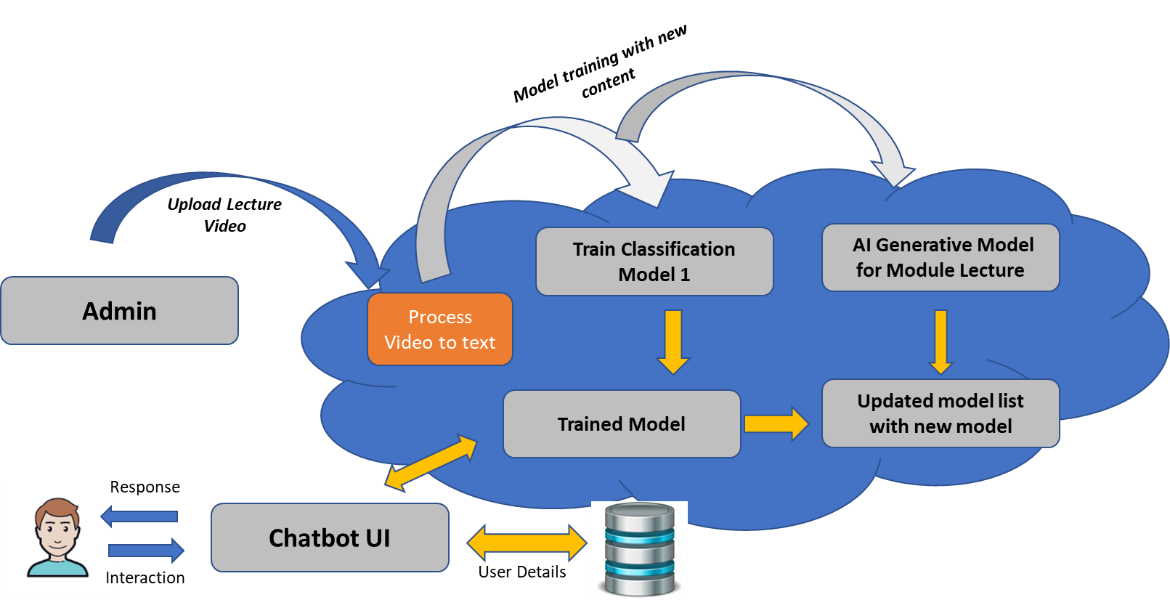 Model training with new
content
Upload Lecture
Video
Admin
Process
Video to text
Train Classification
Model 1
AI Generative Model
for Module Lecture
Trained Model
Updated model list
with new model
Response
Interaction
Chatbot UI
User Details